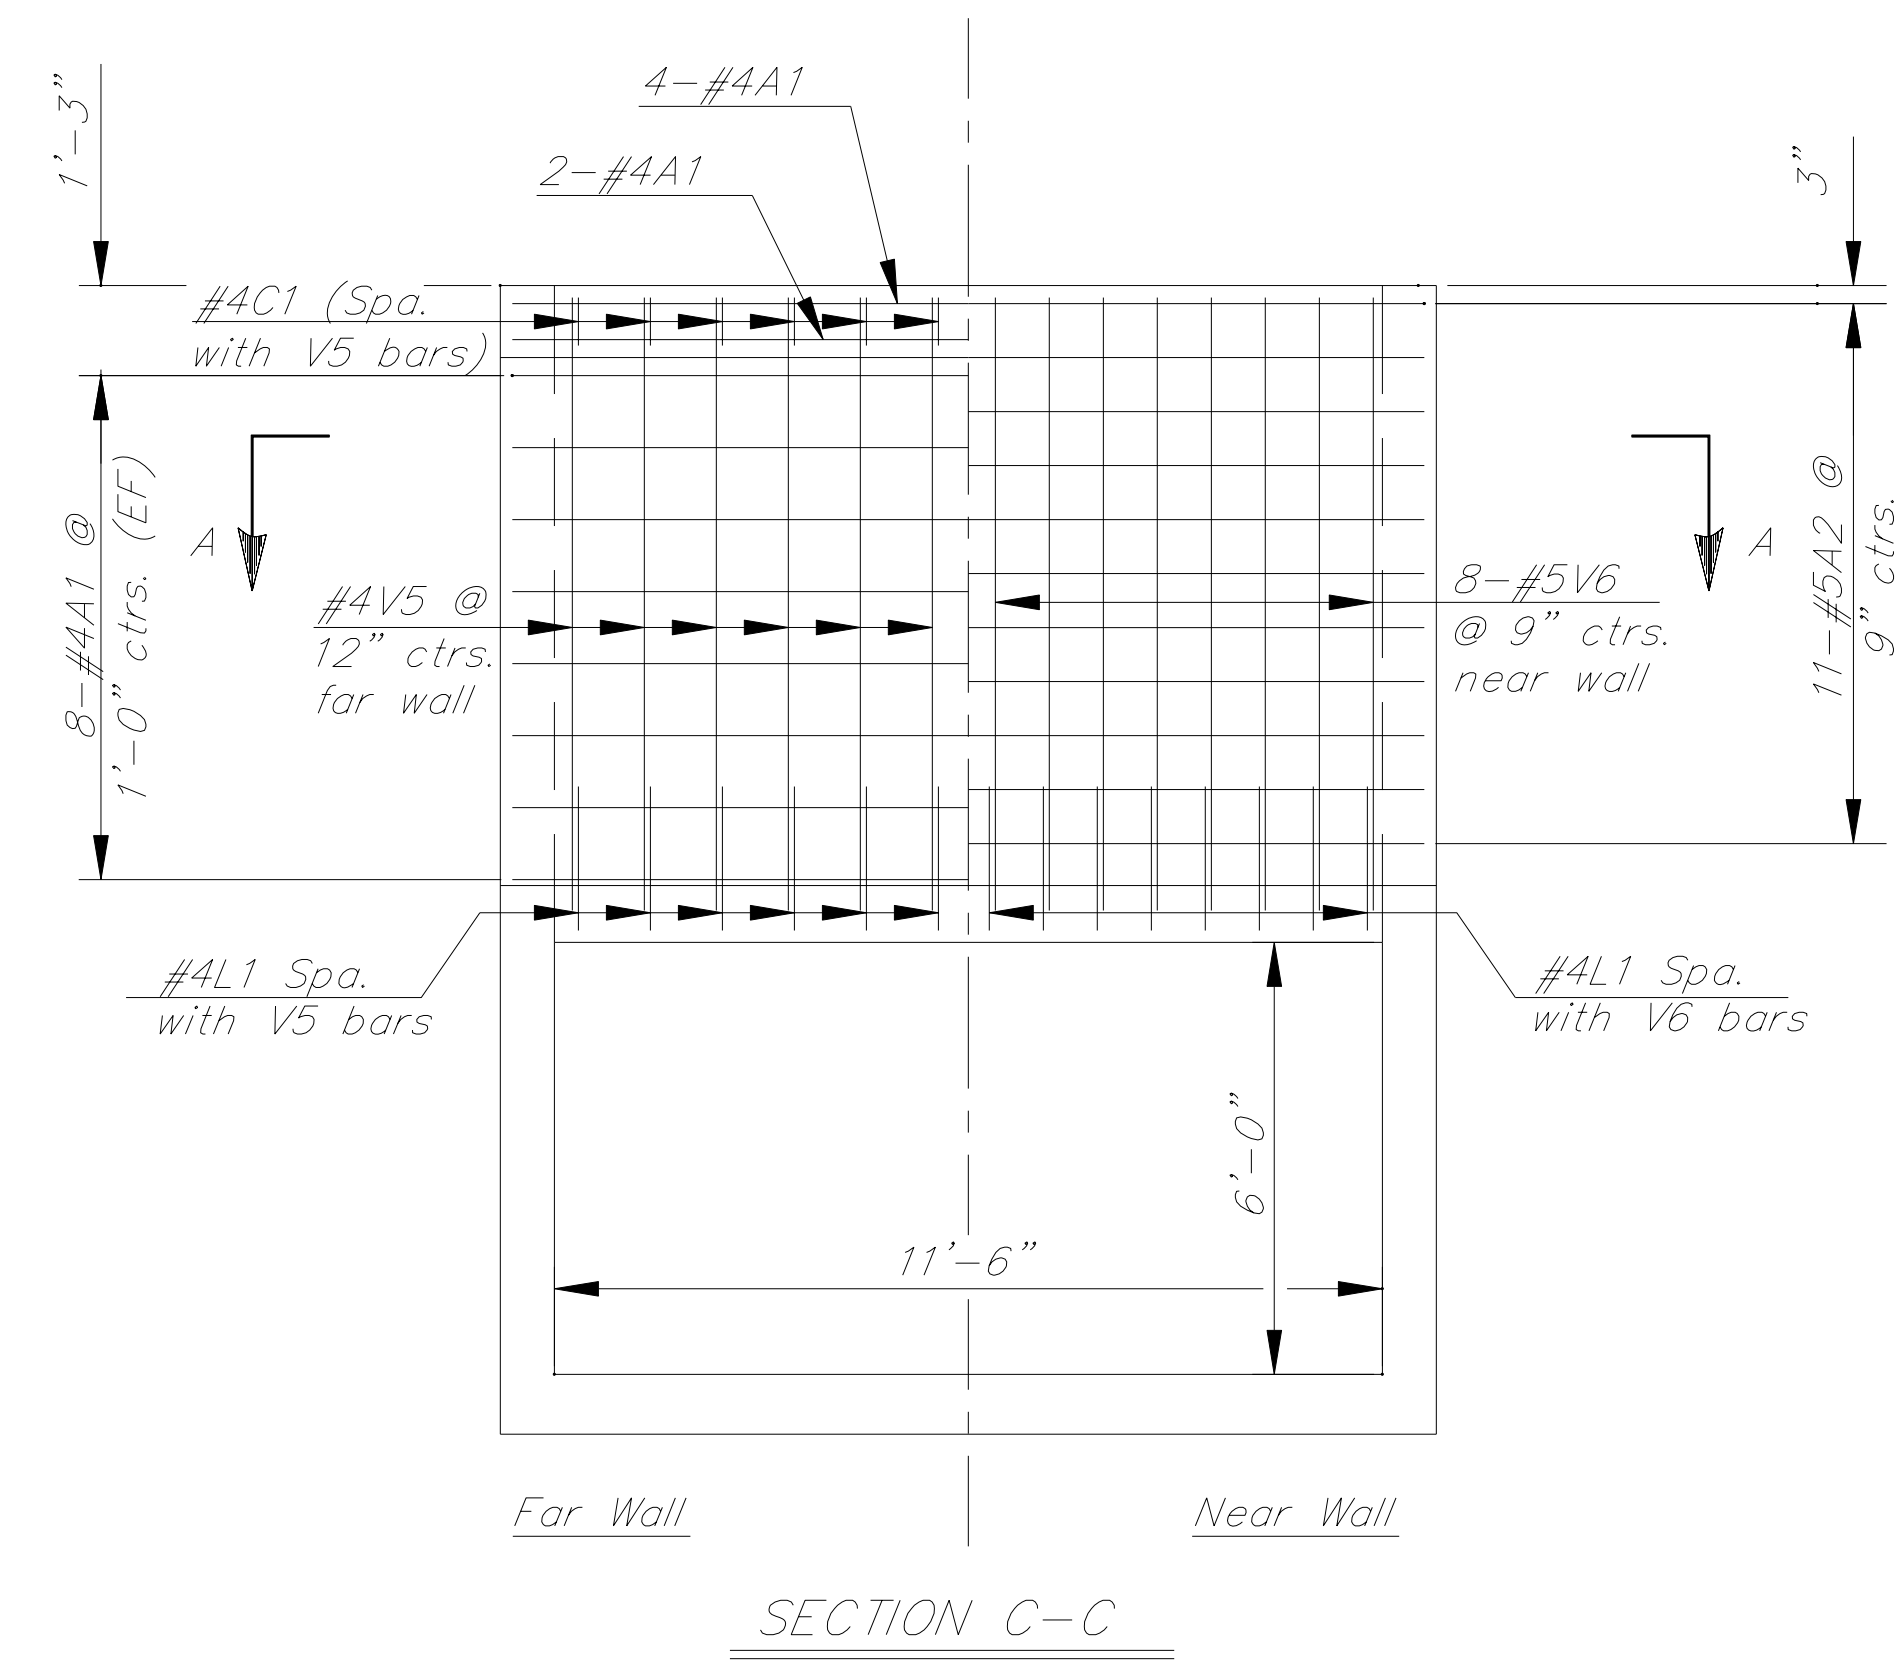 1'-3"
4-#4A1
2-#4A1
3"
#4C1 (Spa.
with V5 bars)
8-#4A1 @
1'-0" ctrs. (EF)
A
A
#4V5 @
12" ctrs.
far wall
8-#5V6
@ 9" ctrs.
near wall
11-#5A2 @
9" ctrs.
#4L1 Spa.
with V5 bars
#4L1 Spa.
with V6 bars
6'-0"
11'-6"
Far Wall
Near Wall
SECTION C-C